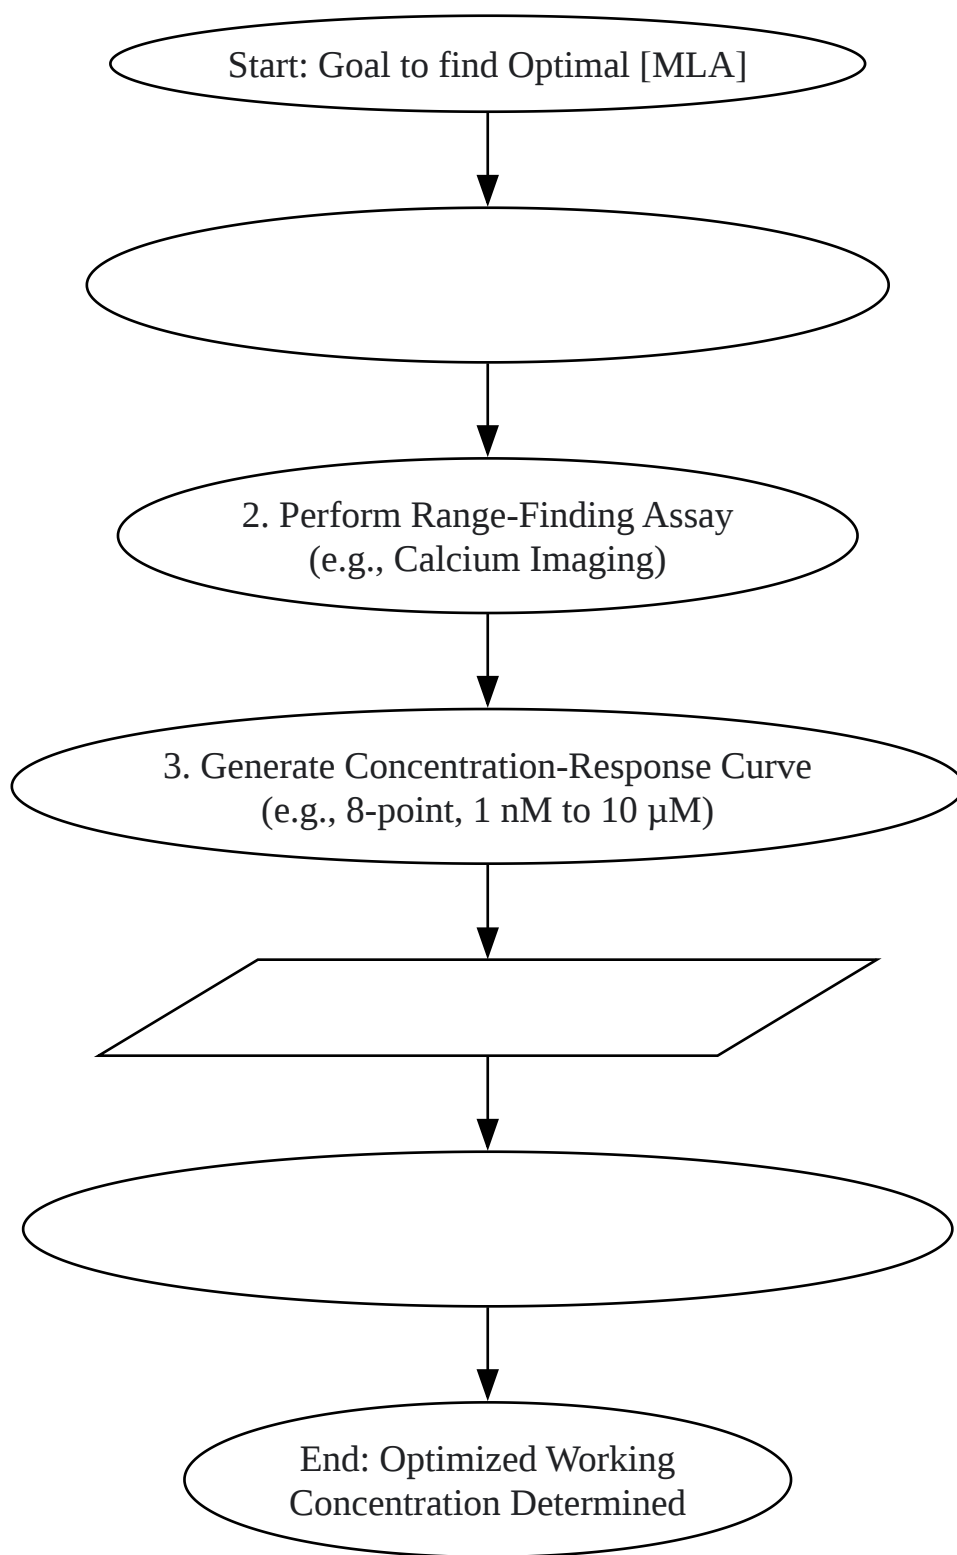 Start: Goal to find Optimal [MLA]
2. Perform Range-Finding Assay
(e.g., Calcium Imaging)
3. Generate Concentration-Response Curve
(e.g., 8-point, 1 nM to 10 µM)
End: Optimized Working
Concentration Determined